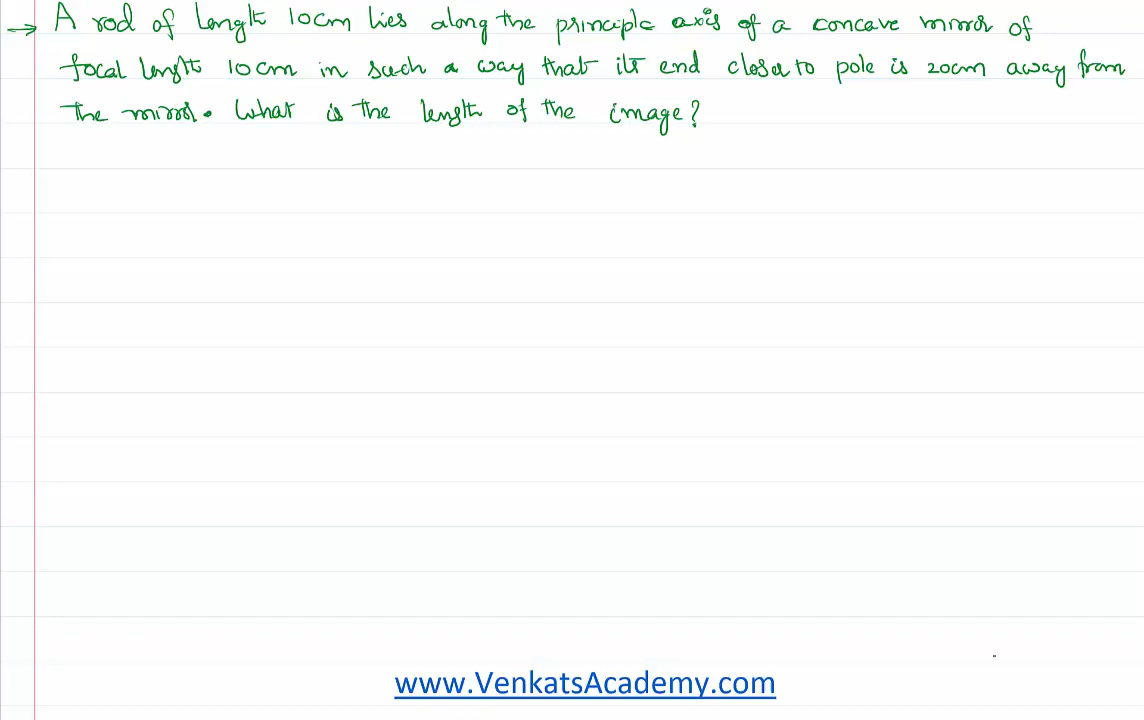 → A rod of length 10cm lies along the principle axis of a concave mirror of
focal length 10cm in such a way that its end closer to pole is 20cm away from
the mirror. What is the length of the image?
www.VenkatsAcademy.com